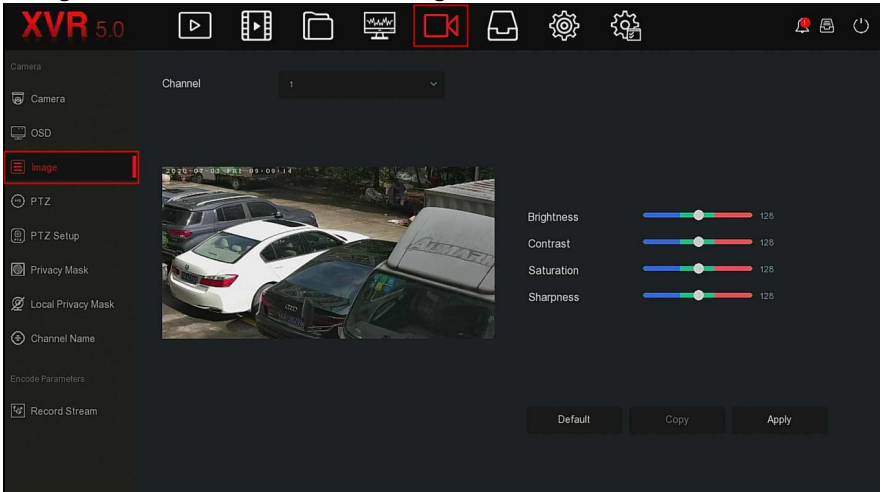 XVR 5.0
Camera
Channel
1
Camera
OSD
Image
2020-07-03 FRI 09:09:14
PTZ
PTZ Setup
Brightness
128
Contrast
128
Privacy Mask
Saturation
128
Local Privacy Mask
Sharpness
128
Channel Name
Encode Parameters
Record Stream
Default
Copy
Apply